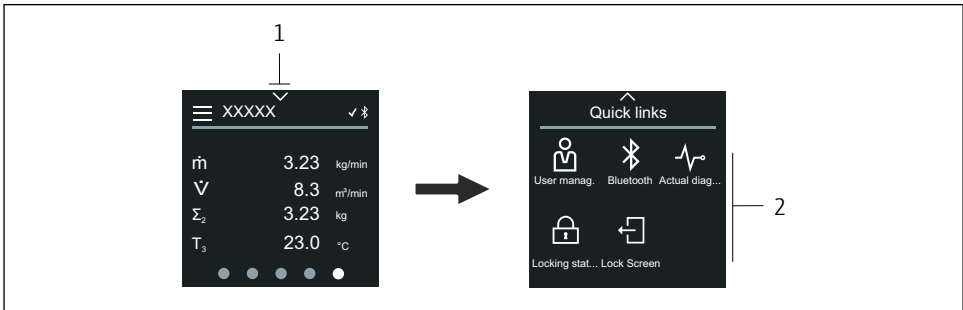 1
XXXXX
ṁ 3.23 kg/min
V̇ 8.3 m³/min
Σ₂ 3.23 kg
T₃ 23.0 °C
Quick links
User manag. Bluetooth Actual diag...
Locking stat... Lock Screen
2